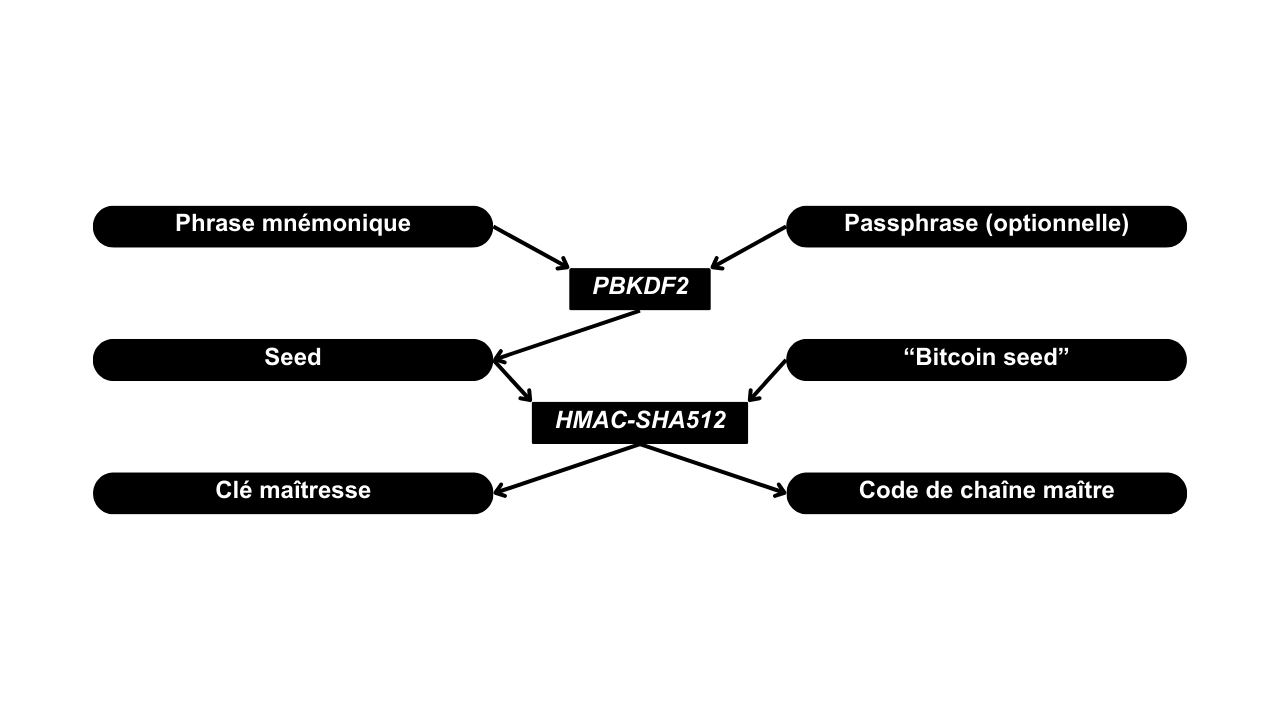 Phrase mnémonique
Passphrase (optionnelle)
PBKDF2
Seed
“Bitcoin seed”
HMAC-SHA512
Clé maîtresse
Code de chaîne maître